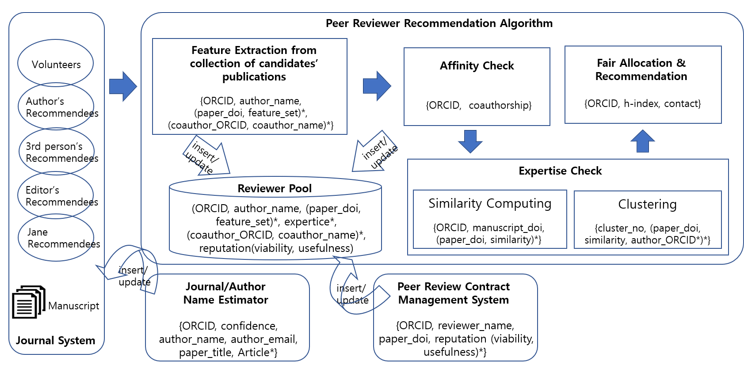 Peer Reviewer Recommendation Algorithm
Volunteers
Author's
Recommendees
3rd person's
Recommendees
Editor's
Recommendees
Jane
Recommendees
Manuscript
Journal System
Feature Extraction from
collection of candidates'
publications
{ORCID, author_name,
(paper_doi, feature_set)*,
(coauthor_ORCID, coauthor_name)*}
Affinity Check
{ORCID, coauthorship}
Fair Allocation &
Recommendation
{ORCID, h-index, contact}
insert/
update
insert/
update
Reviewer Pool
(ORCID, author_name, (paper_doi,
feature_set)*, expertice*,
(coauthor_ORCID, coauthor_name)*,
reputation(viability, usefulness)
Expertise Check
Similarity Computing
{ORCID, manuscript_doi,
(paper_doi, similarity)*}
Clustering
{cluster_no, (paper_doi,
similarity, author_ORCID*)*}
insert/
update
Journal/Author
Name Estimator
{ORCID, confidence,
author_name, author_email,
paper_title, Article*}
insert/
update
Peer Review Contract
Management System
{ORCID, reviewer_name,
paper_doi, reputation (viability,
usefulness)*}